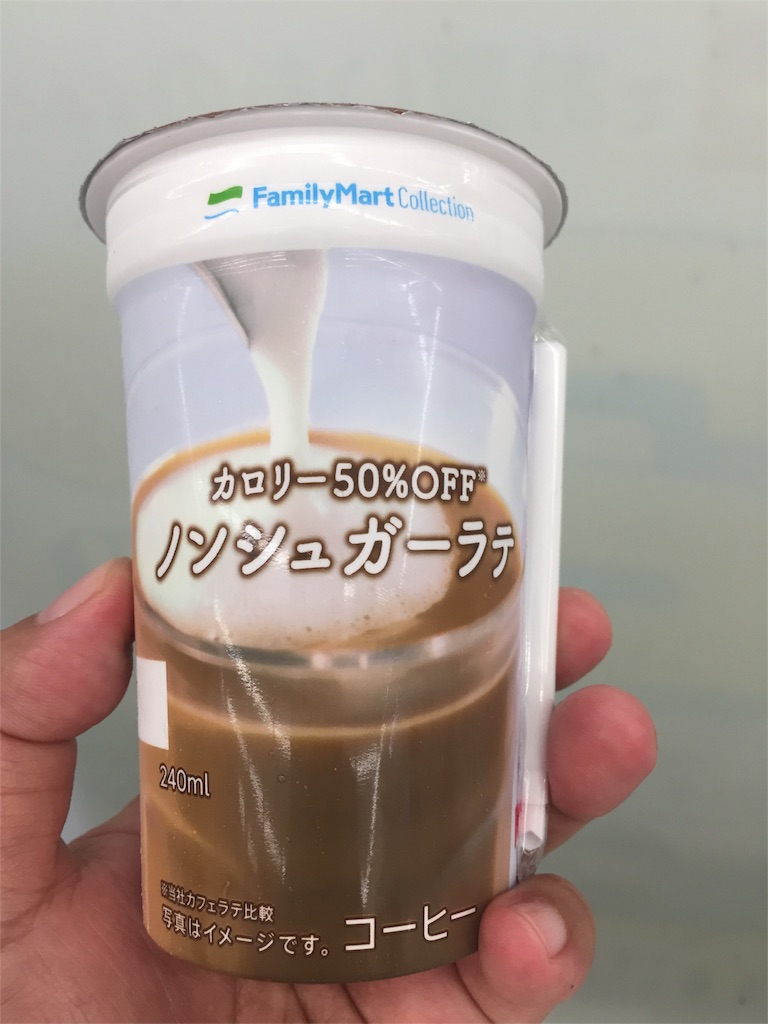 FamilyMart Collection
カロリー50%OFF※
ノンシュガーラテ
240ml
※当社カフェラテ比較
写真はイメージです。
コーヒー